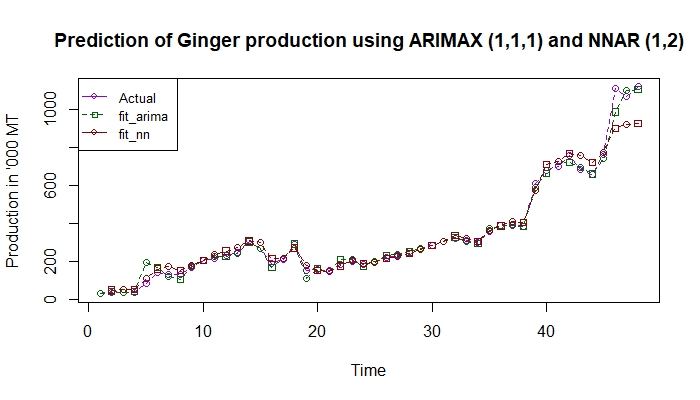 Prediction of Ginger production using ARIMAX (1,1,1) and NNAR (1,2)
Production in '000 MT
1000
600
200
0
Actual
fit_arima
fit_nn
0 10 20 30 40
Time